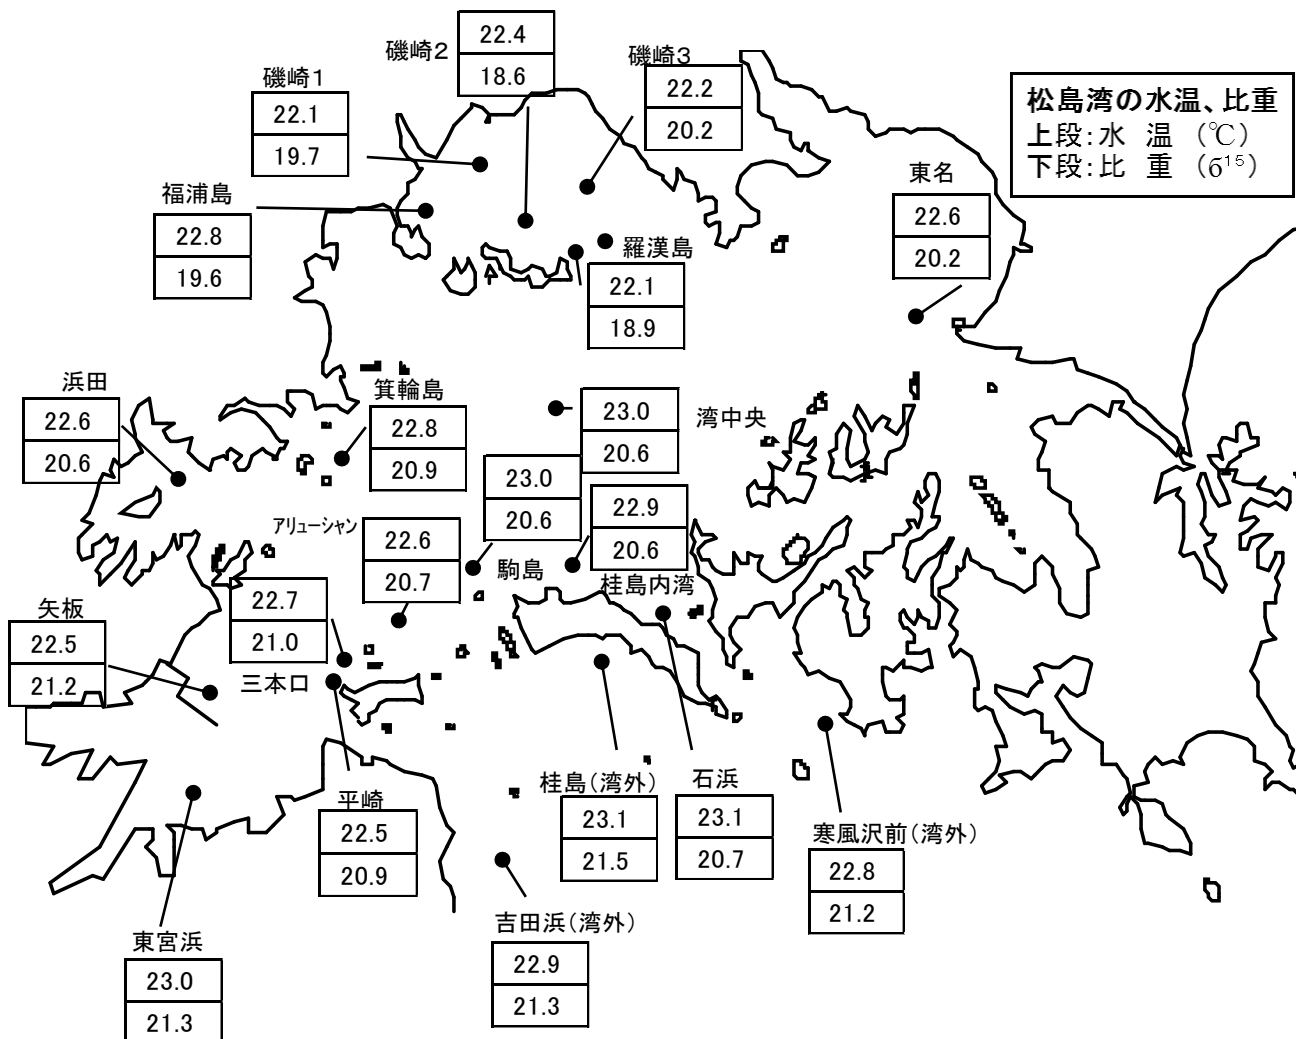 磯崎2
22.4
18.6
磯崎3
22.2
20.2
磯崎1
22.1
19.7
松島湾の水温、比重
上段:水 温 (℃)
下段:比 重 (б¹⁵)
福浦島
22.8
19.6
東名
22.6
20.2
羅漢島
22.1
18.9
浜田
22.6
20.6
箕輪島
22.8
20.9
23.0
20.6
湾中央
23.0
20.6
駒島
22.9
20.6
桂島内湾
アリューシャン
22.6
20.7
22.7
21.0
三本口
矢板
22.5
21.2
平崎
22.5
20.9
桂島(湾外)
23.1
21.5
石浜
23.1
20.7
寒風沢前(湾外)
22.8
21.2
吉田浜(湾外)
22.9
21.3
東宮浜
23.0
21.3